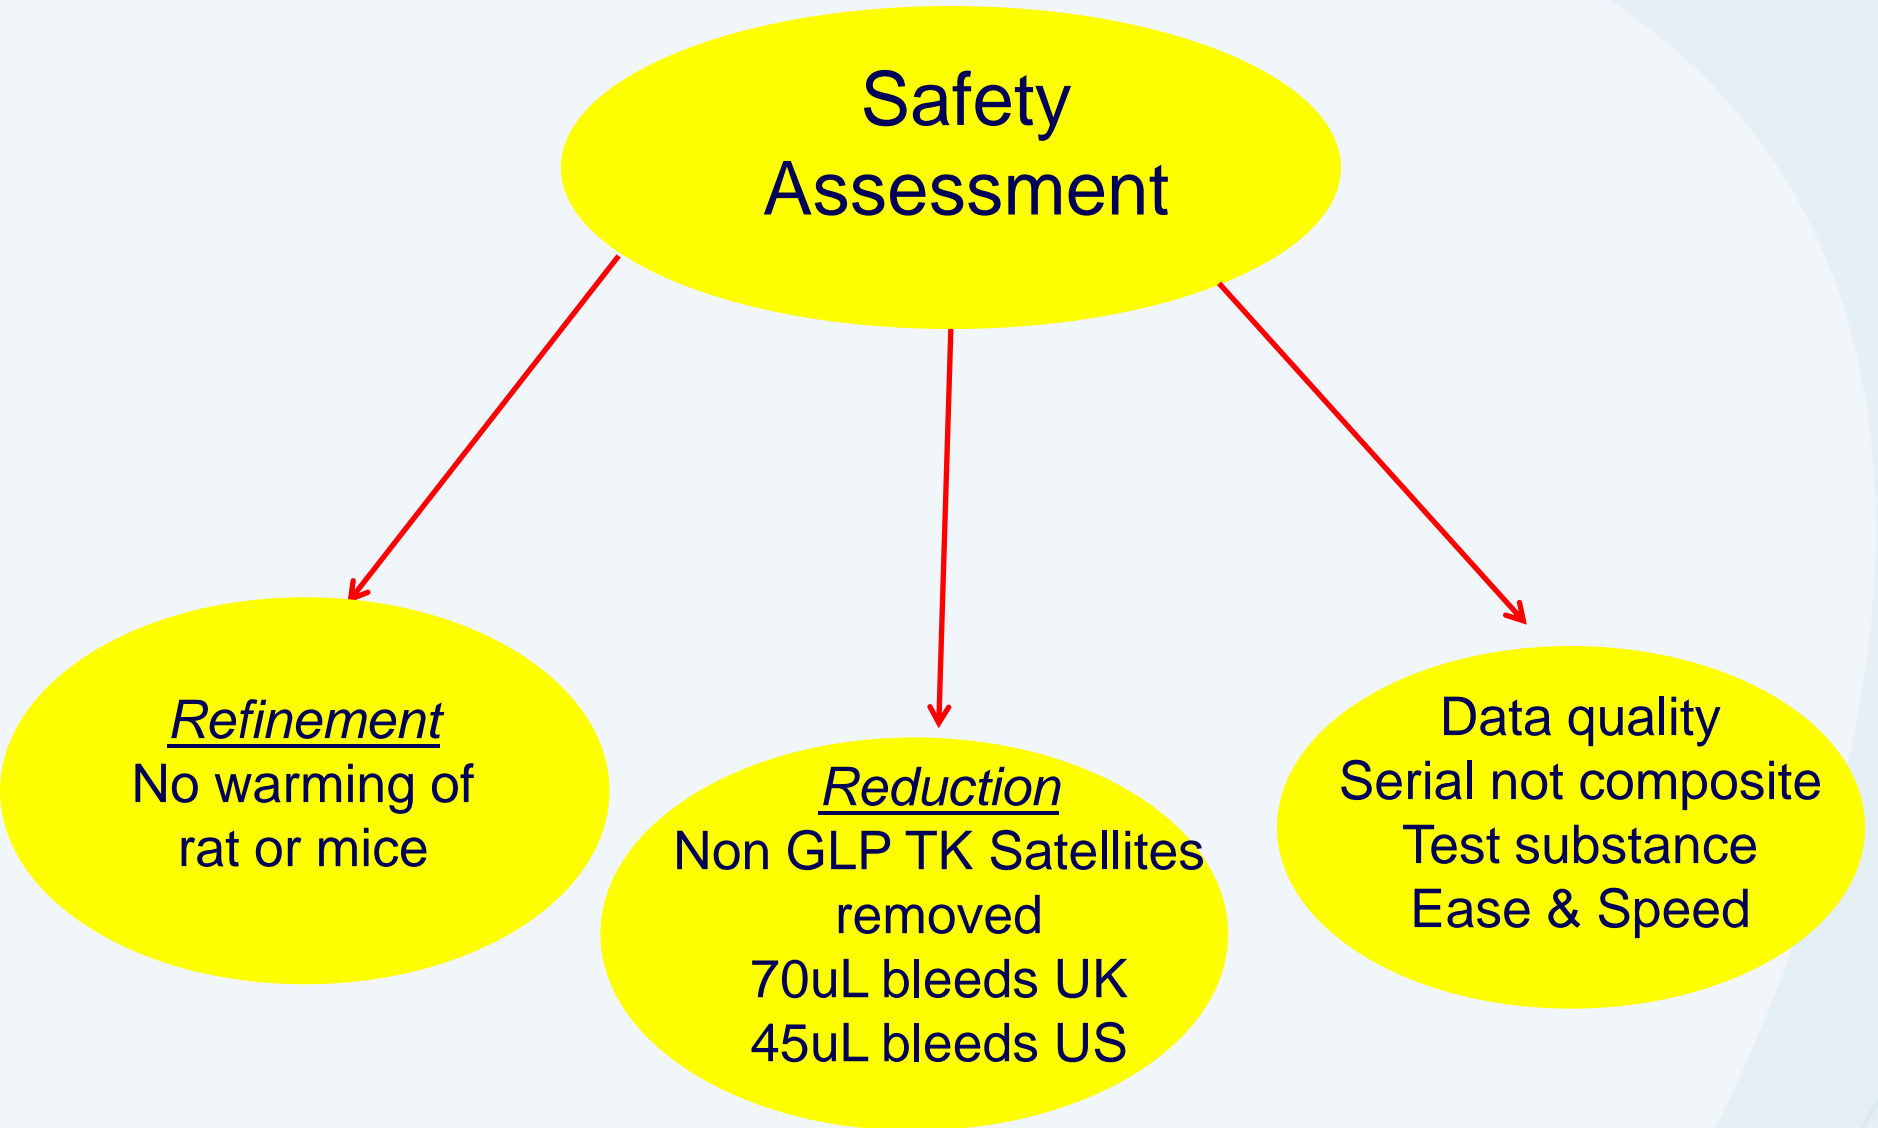 Safety
Assessment
Refinement
No warming of
rat or mice
Reduction
Non GLP TK Satellites
removed
70uL bleeds UK
45uL bleeds US
Data quality
Serial not composite
Test substance
Ease & Speed